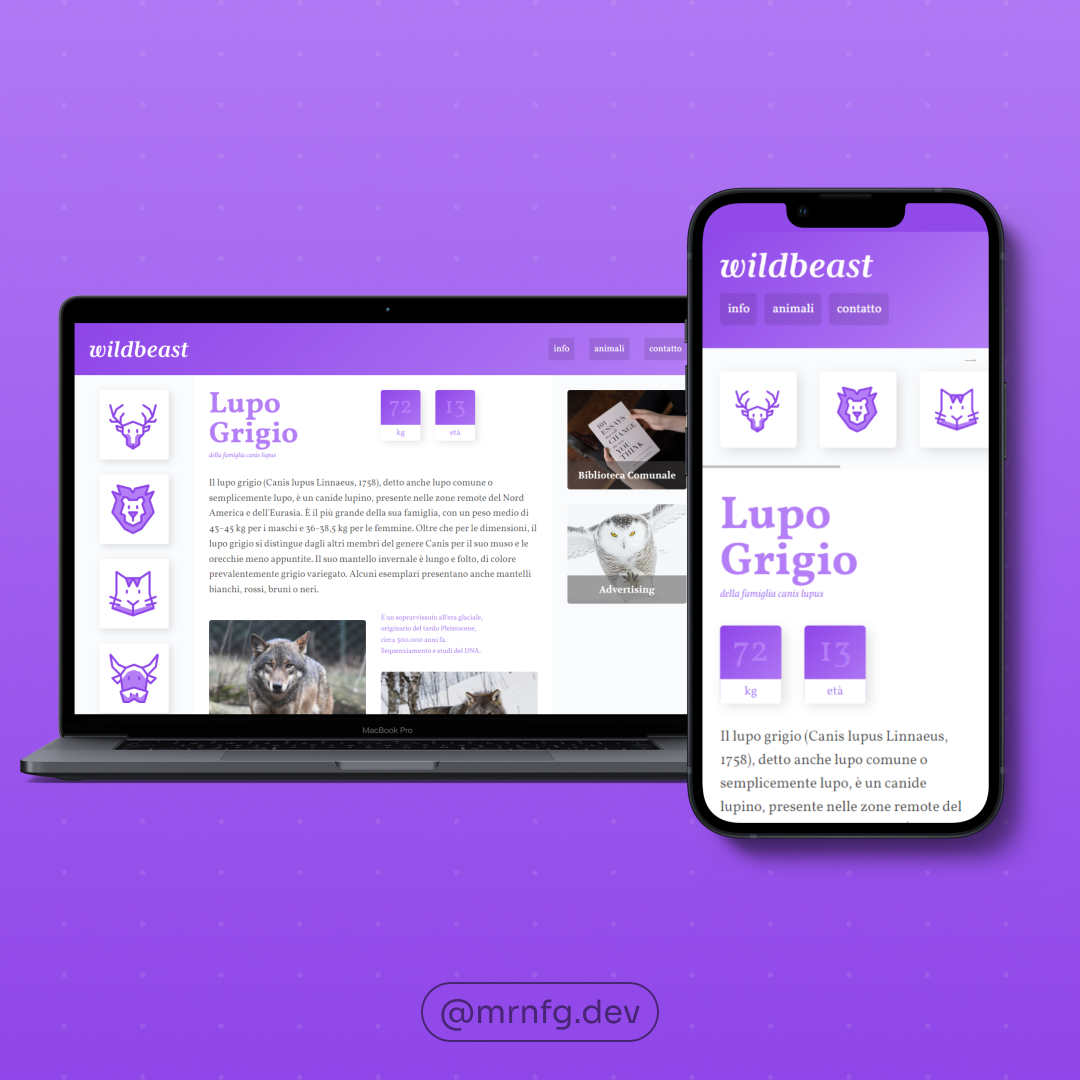 wildbeast
info
animali
contatto
Lupo
Grigio
della famiglia canis lupus
72
kg
13
età
Il lupo grigio (Canis lupus Linnaeus, 1758), detto anche lupo comune o
semplicemente lupo, è un canide lupino, presente nelle zone remote del Nord
America e dell'Eurasia. È il più grande della sua famiglia, con un peso medio di
43–45 kg per i maschi e 36–38,5 kg per le femmine. Oltre che per le dimensioni, il
lupo grigio si distingue dagli altri membri del genere Canis per il suo muso e le
orecchie meno appuntite. Il suo mantello invernale è lungo e folto, di colore
prevalentemente grigio variegato. Alcuni esemplari presentano anche mantelli
bianchi, rossi, bruni o neri.
È un sopravvissuto all'era glaciale,
originario del tardo Pleistocene,
circa 300.000 anni fa.
Sequenziamento e studi del DNA.
101
ESSAYS
CHANGE
YOU
THINK
Biblioteca Comunale
Advertising
MacBook Pro
wildbeast
info
animali
contatto
→
Lupo
Grigio
della famiglia canis lupus
72
kg
13
età
Il lupo grigio (Canis lupus Linnaeus,
1758), detto anche lupo comune o
semplicemente lupo, è un canide
lupino, presente nelle zone remote del
@mrnfg.dev